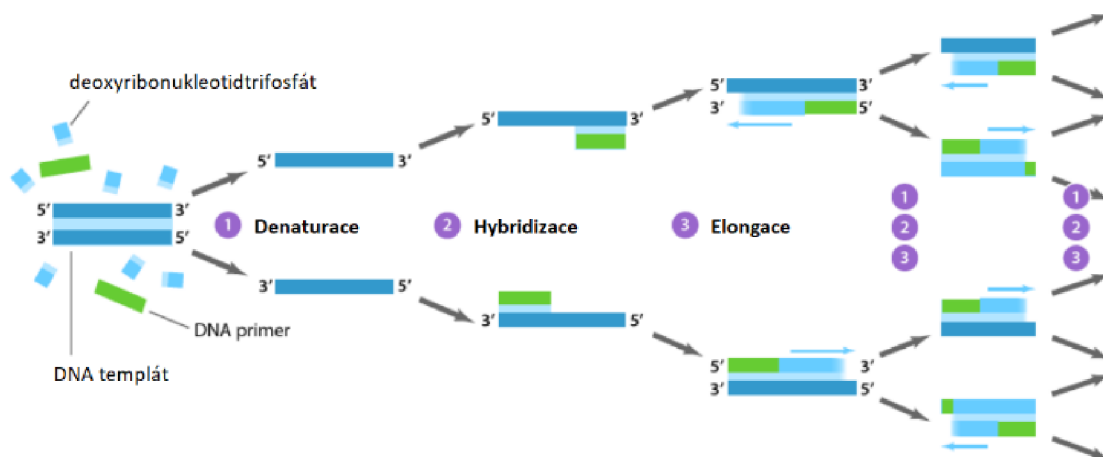 deoxyribonukleotidtrifosfát
5′ 3′
3′ 5′
DNA primer
DNA templát
5′ 3′
1 Denaturace
3′ 5′
5′ 3′
2 Hybridizace
3′ 5′
5′ 3′
3′ 5′
3 Elongace
5′ 3′
3′ 5′
1
2
3
1
2
3